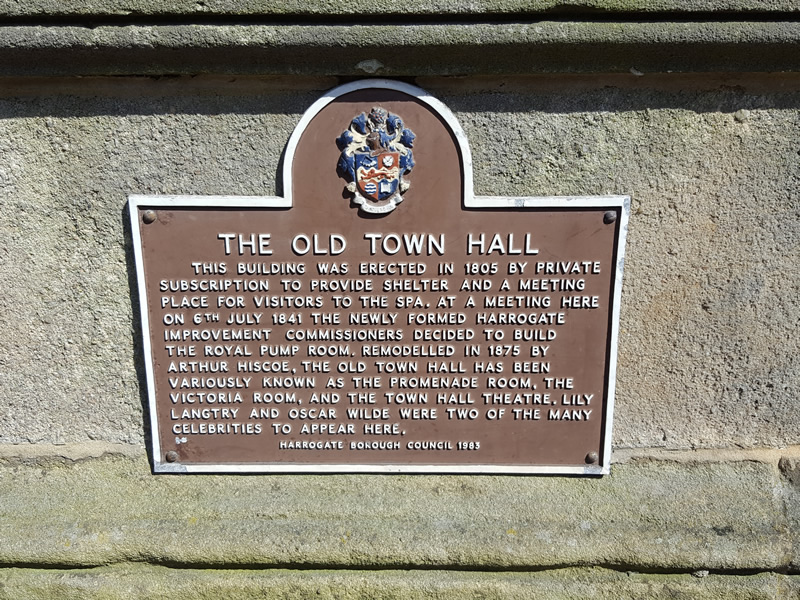 THE OLD TOWN HALL
THIS BUILDING WAS ERECTED IN 1805 BY PRIVATE
SUBSCRIPTION TO PROVIDE SHELTER AND A MEETING
PLACE FOR VISITORS TO THE SPA. AT A MEETING HERE
ON 6TH JULY 1841 THE NEWLY FORMED HARROGATE
IMPROVEMENT COMMISSIONERS DECIDED TO BUILD
THE ROYAL PUMP ROOM. REMODELLED IN 1875 BY
ARTHUR HISCOE, THE OLD TOWN HALL HAS BEEN
VARIOUSLY KNOWN AS THE PROMENADE ROOM, THE
VICTORIA ROOM, AND THE TOWN HALL THEATRE. LILY
LANGTRY AND OSCAR WILDE WERE TWO OF THE MANY
CELEBRITIES TO APPEAR HERE.
HARROGATE BOROUGH COUNCIL 1983